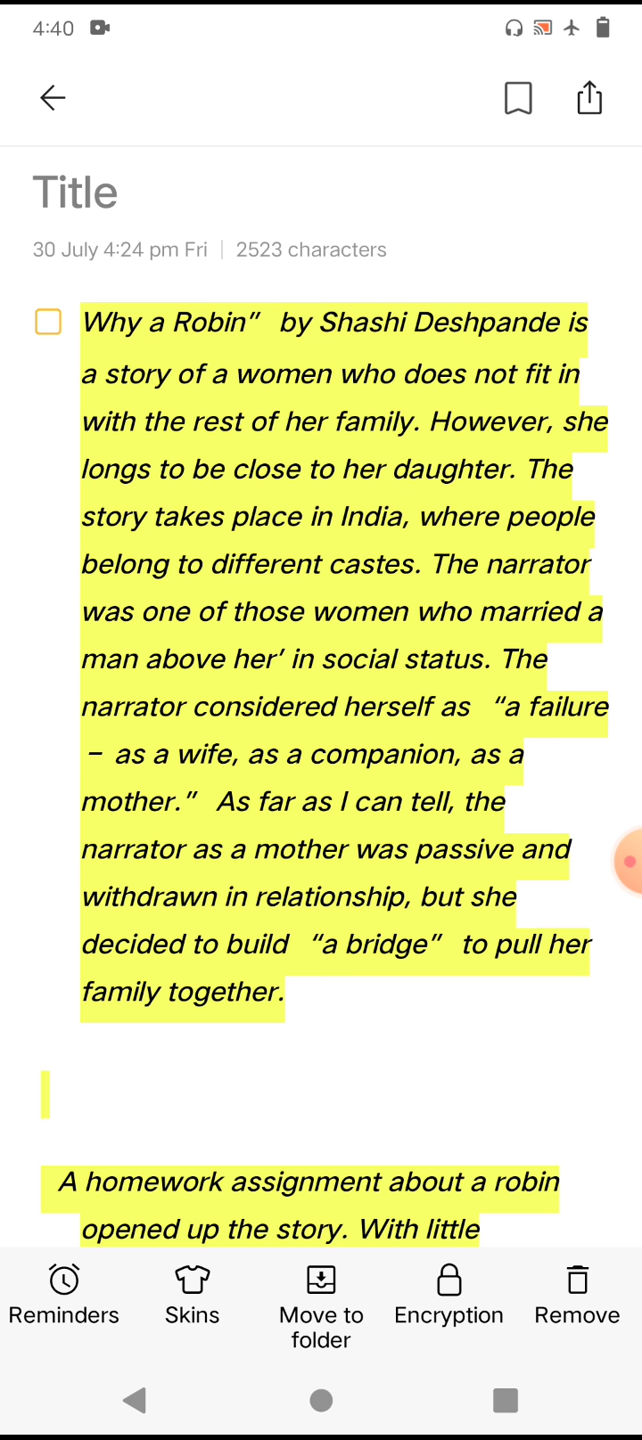 4:40
Title
30 July 4:24 pm Fri | 2523 characters
Why a Robin” by Shashi Deshpande is
a story of a women who does not fit in
with the rest of her family. However, she
longs to be close to her daughter. The
story takes place in India, where people
belong to different castes. The narrator
was one of those women who married a
man above her’ in social status. The
narrator considered herself as “a failure
– as a wife, as a companion, as a
mother.” As far as I can tell, the
narrator as a mother was passive and
withdrawn in relationship, but she
decided to build “a bridge” to pull her
family together.
A homework assignment about a robin
opened up the story. With little
Reminders Skins Move to folder Encryption Remove